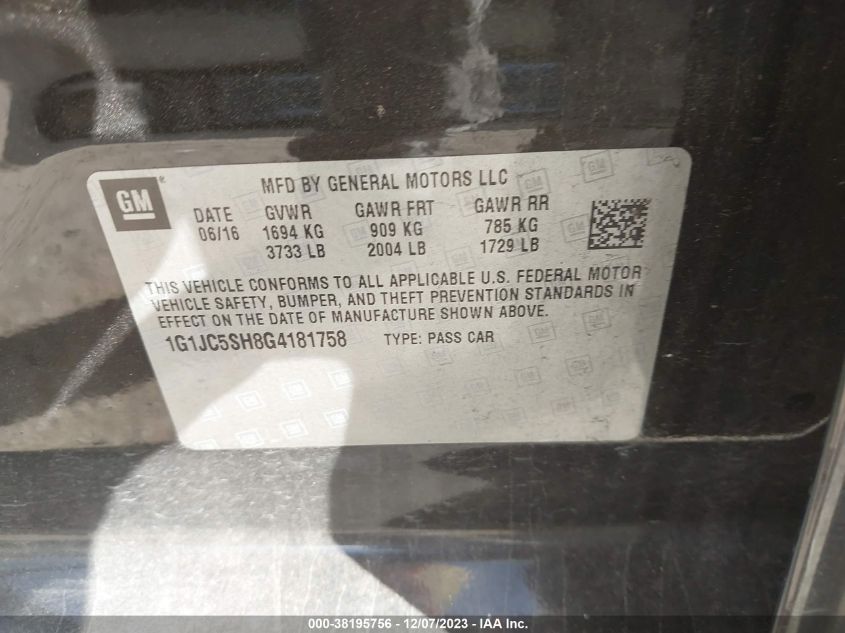 GM ®
MFD BY GENERAL MOTORS LLC
DATE GVWR GAWR FRT GAWR RR
06/16 1694 KG 909 KG 785 KG
3733 LB 2004 LB 1729 LB
THIS VEHICLE CONFORMS TO ALL APPLICABLE U.S. FEDERAL MOTOR
VEHICLE SAFETY, BUMPER, AND THEFT PREVENTION STANDARDS IN
EFFECT ON THE DATE OF MANUFACTURE SHOWN ABOVE.
1G1JC5SH8G4181758 TYPE: PASS CAR
000-38195756 - 12/07/2023 - IAA Inc.